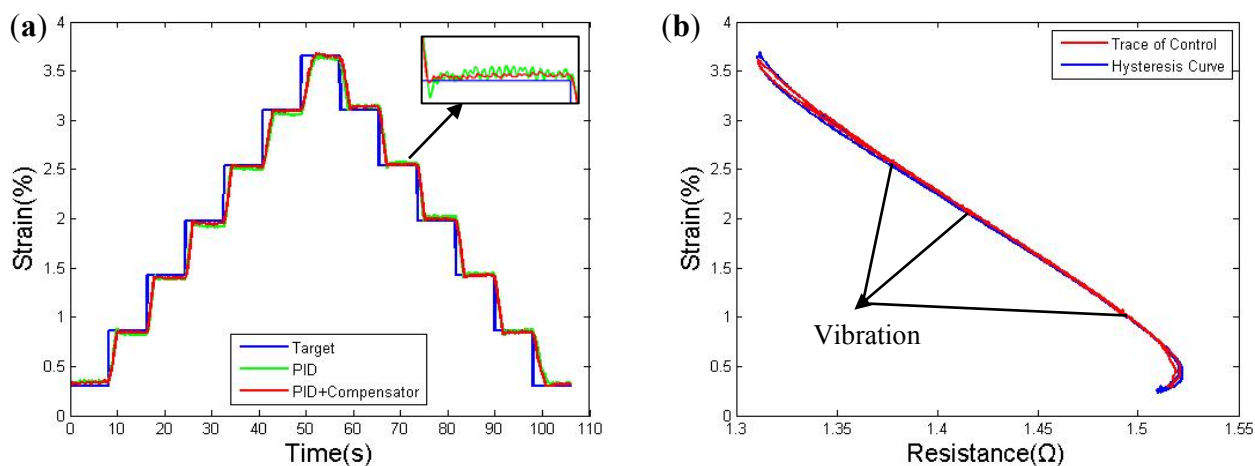 (a)
Strain(%)
4
3.5
3
2.5
2
1.5
1
0.5
0
0 10 20 30 40 50 60 70 80 90 100 110
Time(s)
Target
PID
PID+Compensator
(b)
Strain(%)
4
3.5
3
2.5
2
1.5
1
0.5
0
1.3 1.35 1.4 1.45 1.5 1.55
Resistance(Ω)
Trace of Control
Hysteresis Curve
Vibration